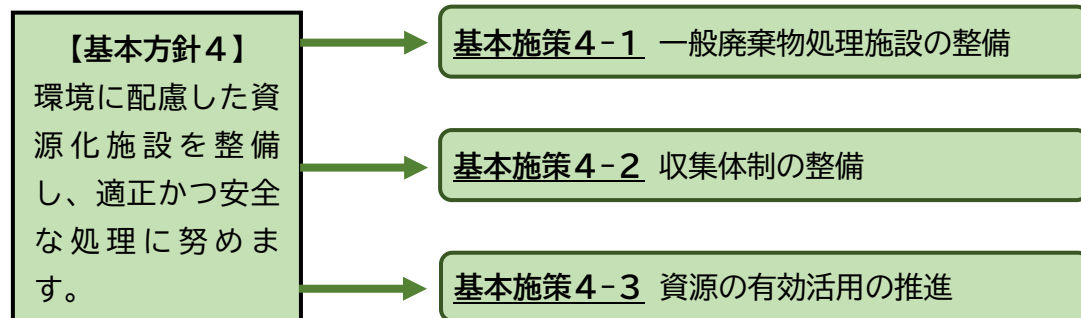 【基本方針4】
環境に配慮した資
源化施設を整備
し、適正かつ安全
な処理に努めま
す。
基本施策4-1 一般廃棄物処理施設の整備
基本施策4-2 収集体制の整備
基本施策4-3 資源の有効活用の推進